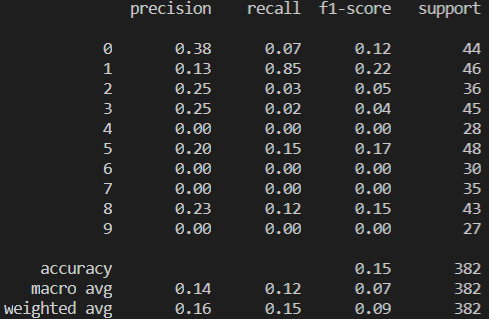 precision recall f1-score support
0 0.38 0.07 0.12 44
1 0.13 0.85 0.22 46
2 0.25 0.03 0.05 36
3 0.25 0.02 0.04 45
4 0.00 0.00 0.00 28
5 0.20 0.15 0.17 48
6 0.00 0.00 0.00 30
7 0.00 0.00 0.00 35
8 0.23 0.12 0.15 43
9 0.00 0.00 0.00 27
accuracy 0.15 382
macro avg 0.14 0.12 0.07 382
weighted avg 0.16 0.15 0.09 382